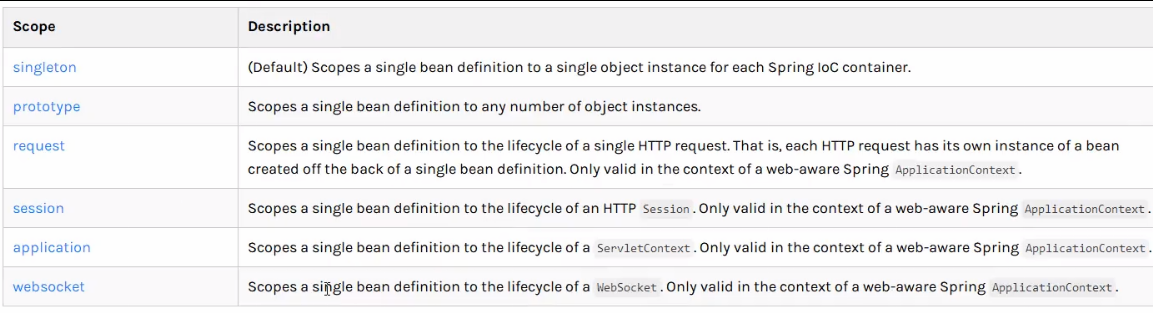 Scope Description
singleton (Default) Scopes a single bean definition to a single object instance for each Spring IoC container.
prototype Scopes a single bean definition to any number of object instances.
request Scopes a single bean definition to the lifecycle of a single HTTP request. That is, each HTTP request has its own instance of a bean
created off the back of a single bean definition. Only valid in the context of a web-aware Spring ApplicationContext.
session Scopes a single bean definition to the lifecycle of an HTTP Session. Only valid in the context of a web-aware Spring ApplicationContext.
application Scopes a single bean definition to the lifecycle of a ServletContext. Only valid in the context of a web-aware Spring ApplicationContext.
websocket Scopes a single bean definition to the lifecycle of a WebSocket. Only valid in the context of a web-aware Spring ApplicationContext.